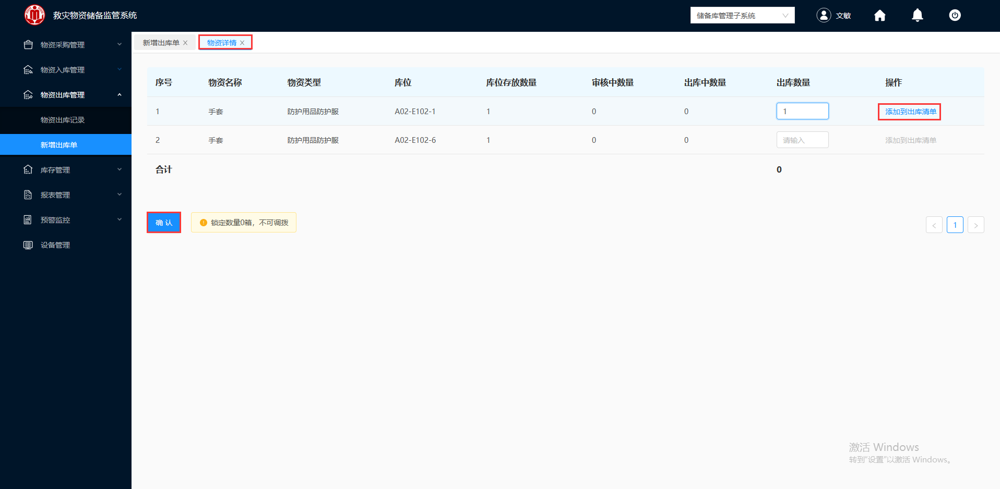 救灾物资储备监管系统
储备库管理子系统
文敏
物资采购管理
物资入库管理
物资出库管理
物资出库记录
新增出库单
库存管理
报表管理
预警监控
设备管理
新增出库单 物资详情
序号 物资名称 物资类型 库位 库位存放数量 审核中数量 出库中数量 出库数量 操作
1 手套 防护用品防护服 A02-E102-1 1 0 0 1 添加到出库清单
2 手套 防护用品防护服 A02-E102-6 1 0 0 请输入 添加到出库清单
合计 0
确 认 锁定数量0箱，不可调拨
< 1 >
激活 Windows
转到“设置”以激活 Windows。